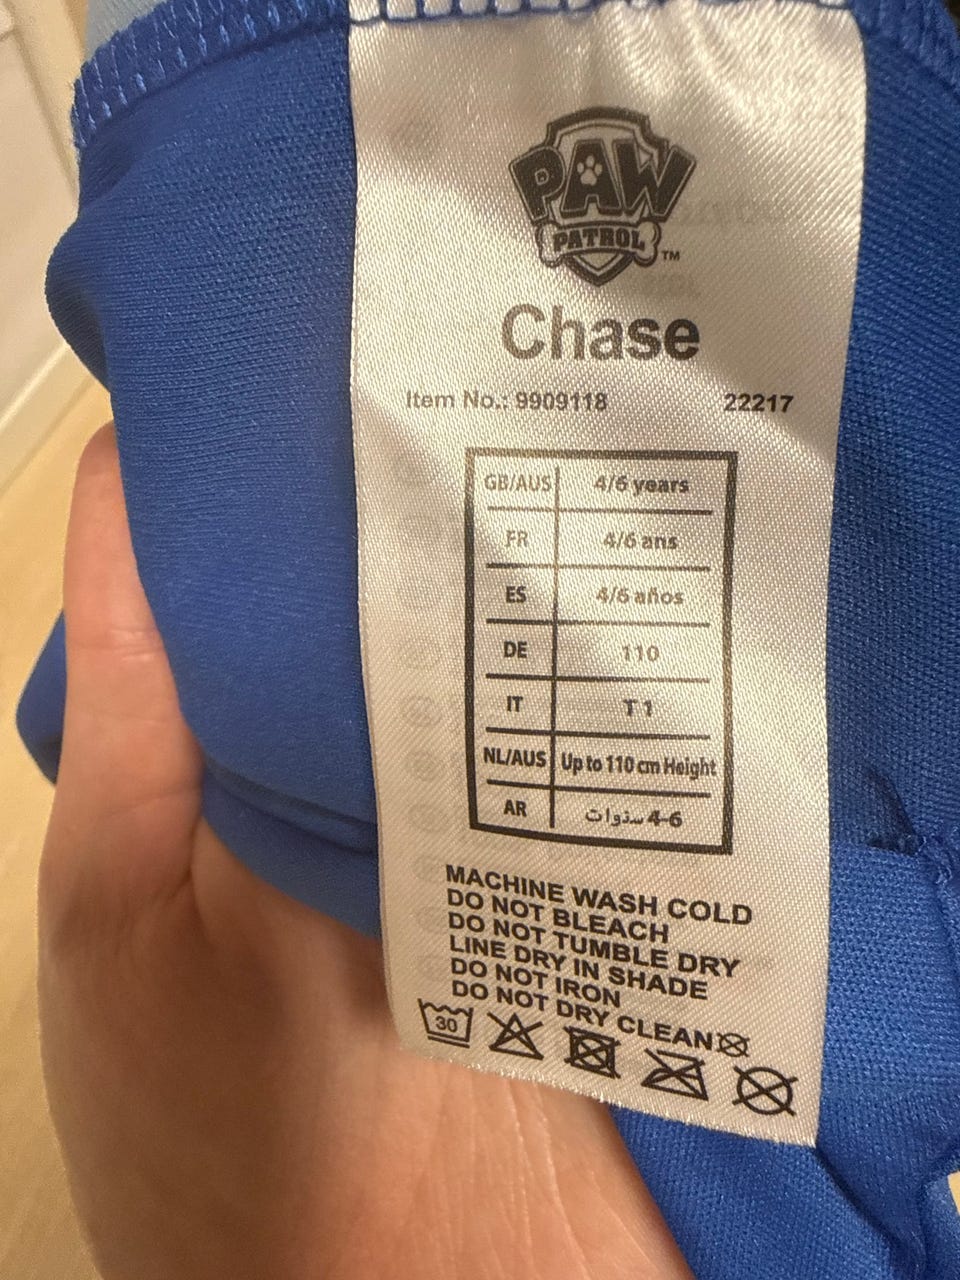 PAW
PATROL
TM
Chase
Item No.: 9909118 22217
GB/AUS 4/6 years
FR 4/6 ans
ES 4/6 años
DE 110
IT T 1
NL/AUS Up to 110 cm Height
AR 4-6 سنوات
MACHINE WASH COLD
DO NOT BLEACH
DO NOT TUMBLE DRY
LINE DRY IN SHADE
DO NOT IRON
DO NOT DRY CLEAN
30